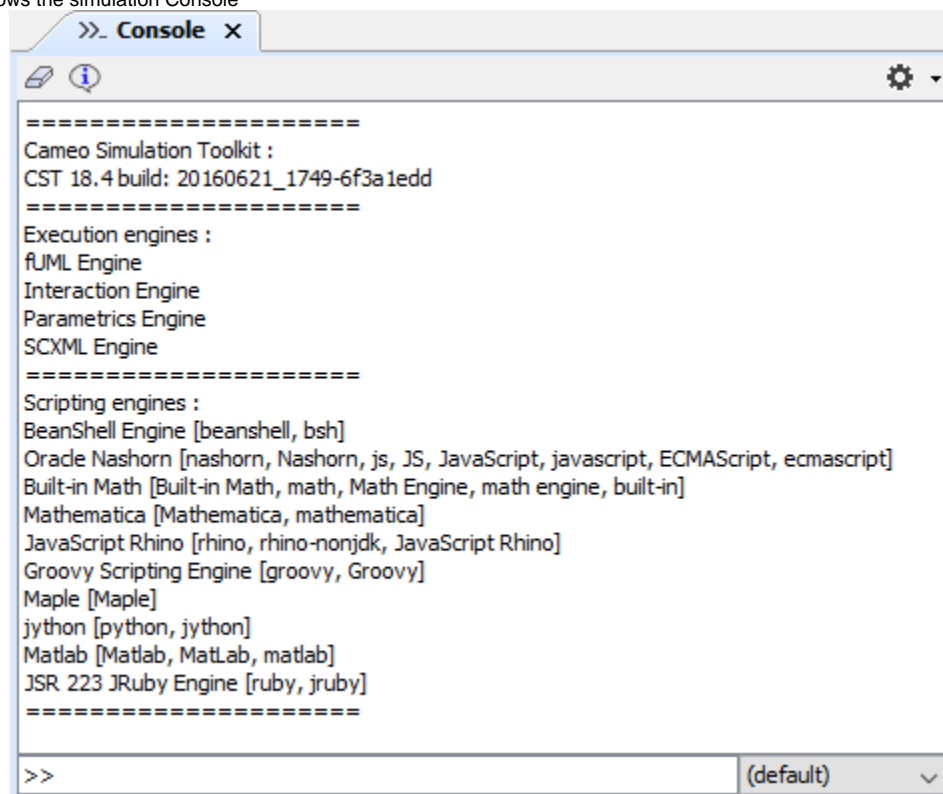 ows the simulation Console
>>_ Console x
======================
Cameo Simulation Toolkit :
CST 18.4 build: 20160621_1749-6f3a1edd
======================
Execution engines :
fUML Engine
Interaction Engine
Parametrics Engine
SCXML Engine
======================
Scripting engines :
BeanShell Engine [beanshell, bsh]
Oracle Nashorn [nashorn, Nashorn, js, JS, JavaScript, javascript, ECMAScript, ecmascript]
Built-in Math [Built-in Math, math, Math Engine, math engine, built-in]
Mathematica [Mathematica, mathematica]
JavaScript Rhino [rhino, rhino-nonjdk, JavaScript Rhino]
Groovy Scripting Engine [groovy, Groovy]
Maple [Maple]
jython [python, jython]
Matlab [Matlab, MatLab, matlab]
JSR 223 JRuby Engine [ruby, jruby]
======================
>> (default)